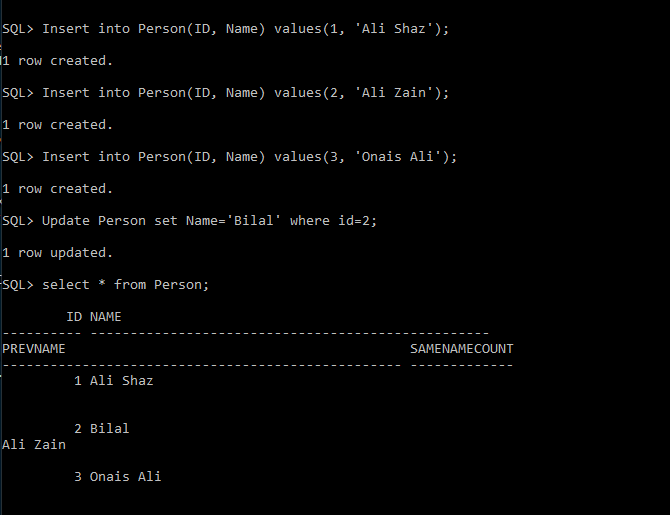 SQL> Insert into Person(ID, Name) values(1, 'Ali Shaz');
1 row created.
SQL> Insert into Person(ID, Name) values(2, 'Ali Zain');
1 row created.
SQL> Insert into Person(ID, Name) values(3, 'Onais Ali');
1 row created.
SQL> Update Person set Name='Bilal' where id=2;
1 row updated.
SQL> select * from Person;
        ID NAME
---------- --------------------------------------------------
PREVNAME                                           SAMENAMECOUNT
-------------------------------------------------- -------------
         1 Ali Shaz
         2 Bilal
Ali Zain
         3 Onais Ali